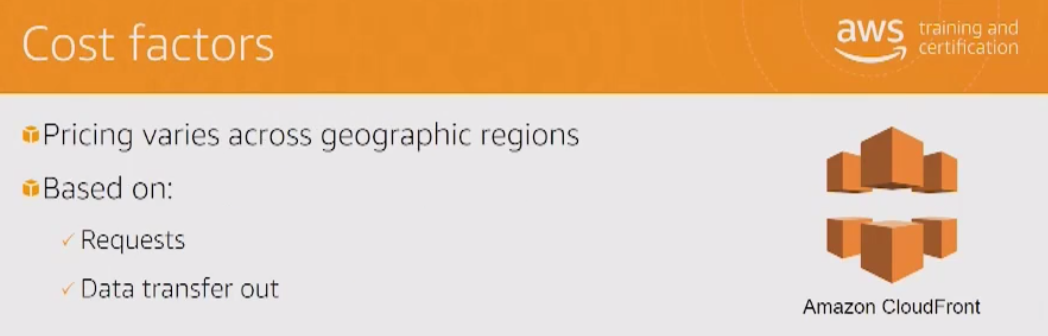 Cost factors
aws training and
certification
Pricing varies across geographic regions
Based on:
Requests
Data transfer out
Amazon CloudFront